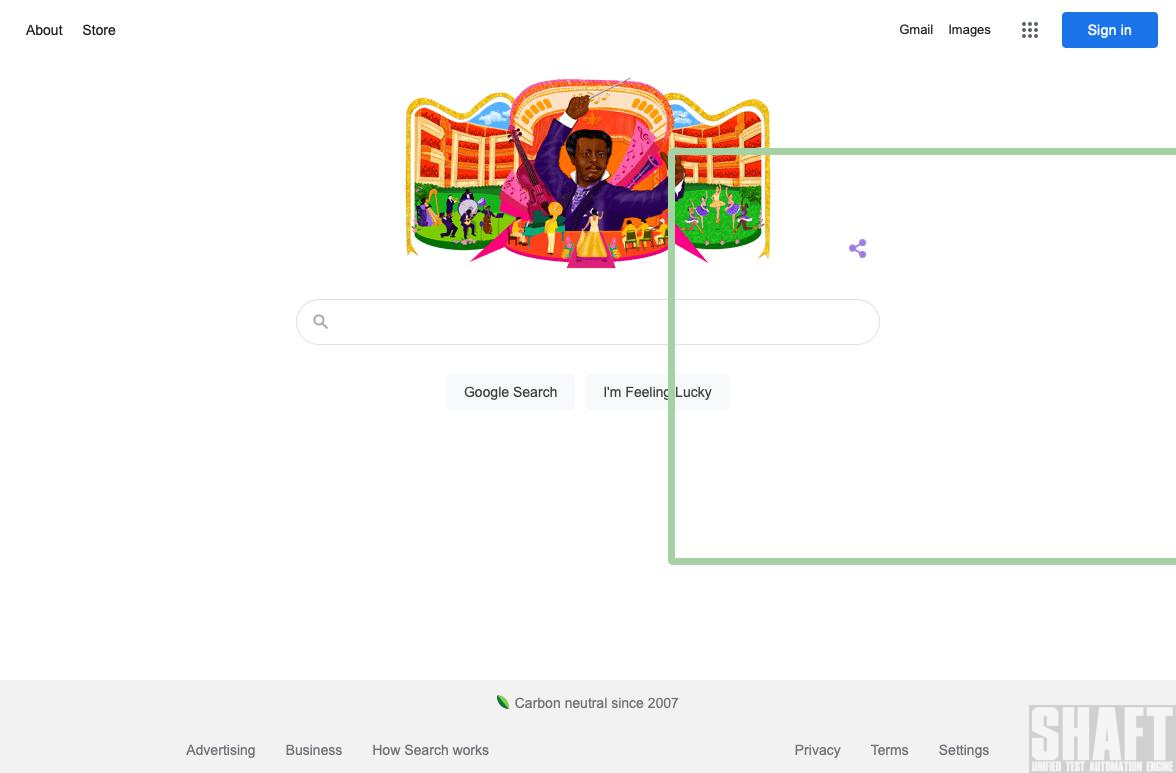 About Store
Gmail Images
Sign in
Google Search
I'm Feeling Lucky
Carbon neutral since 2007
Advertising Business How Search works
Privacy Terms Settings
SHAFT
UNIFIED TEST AUTOMATION ENGINE